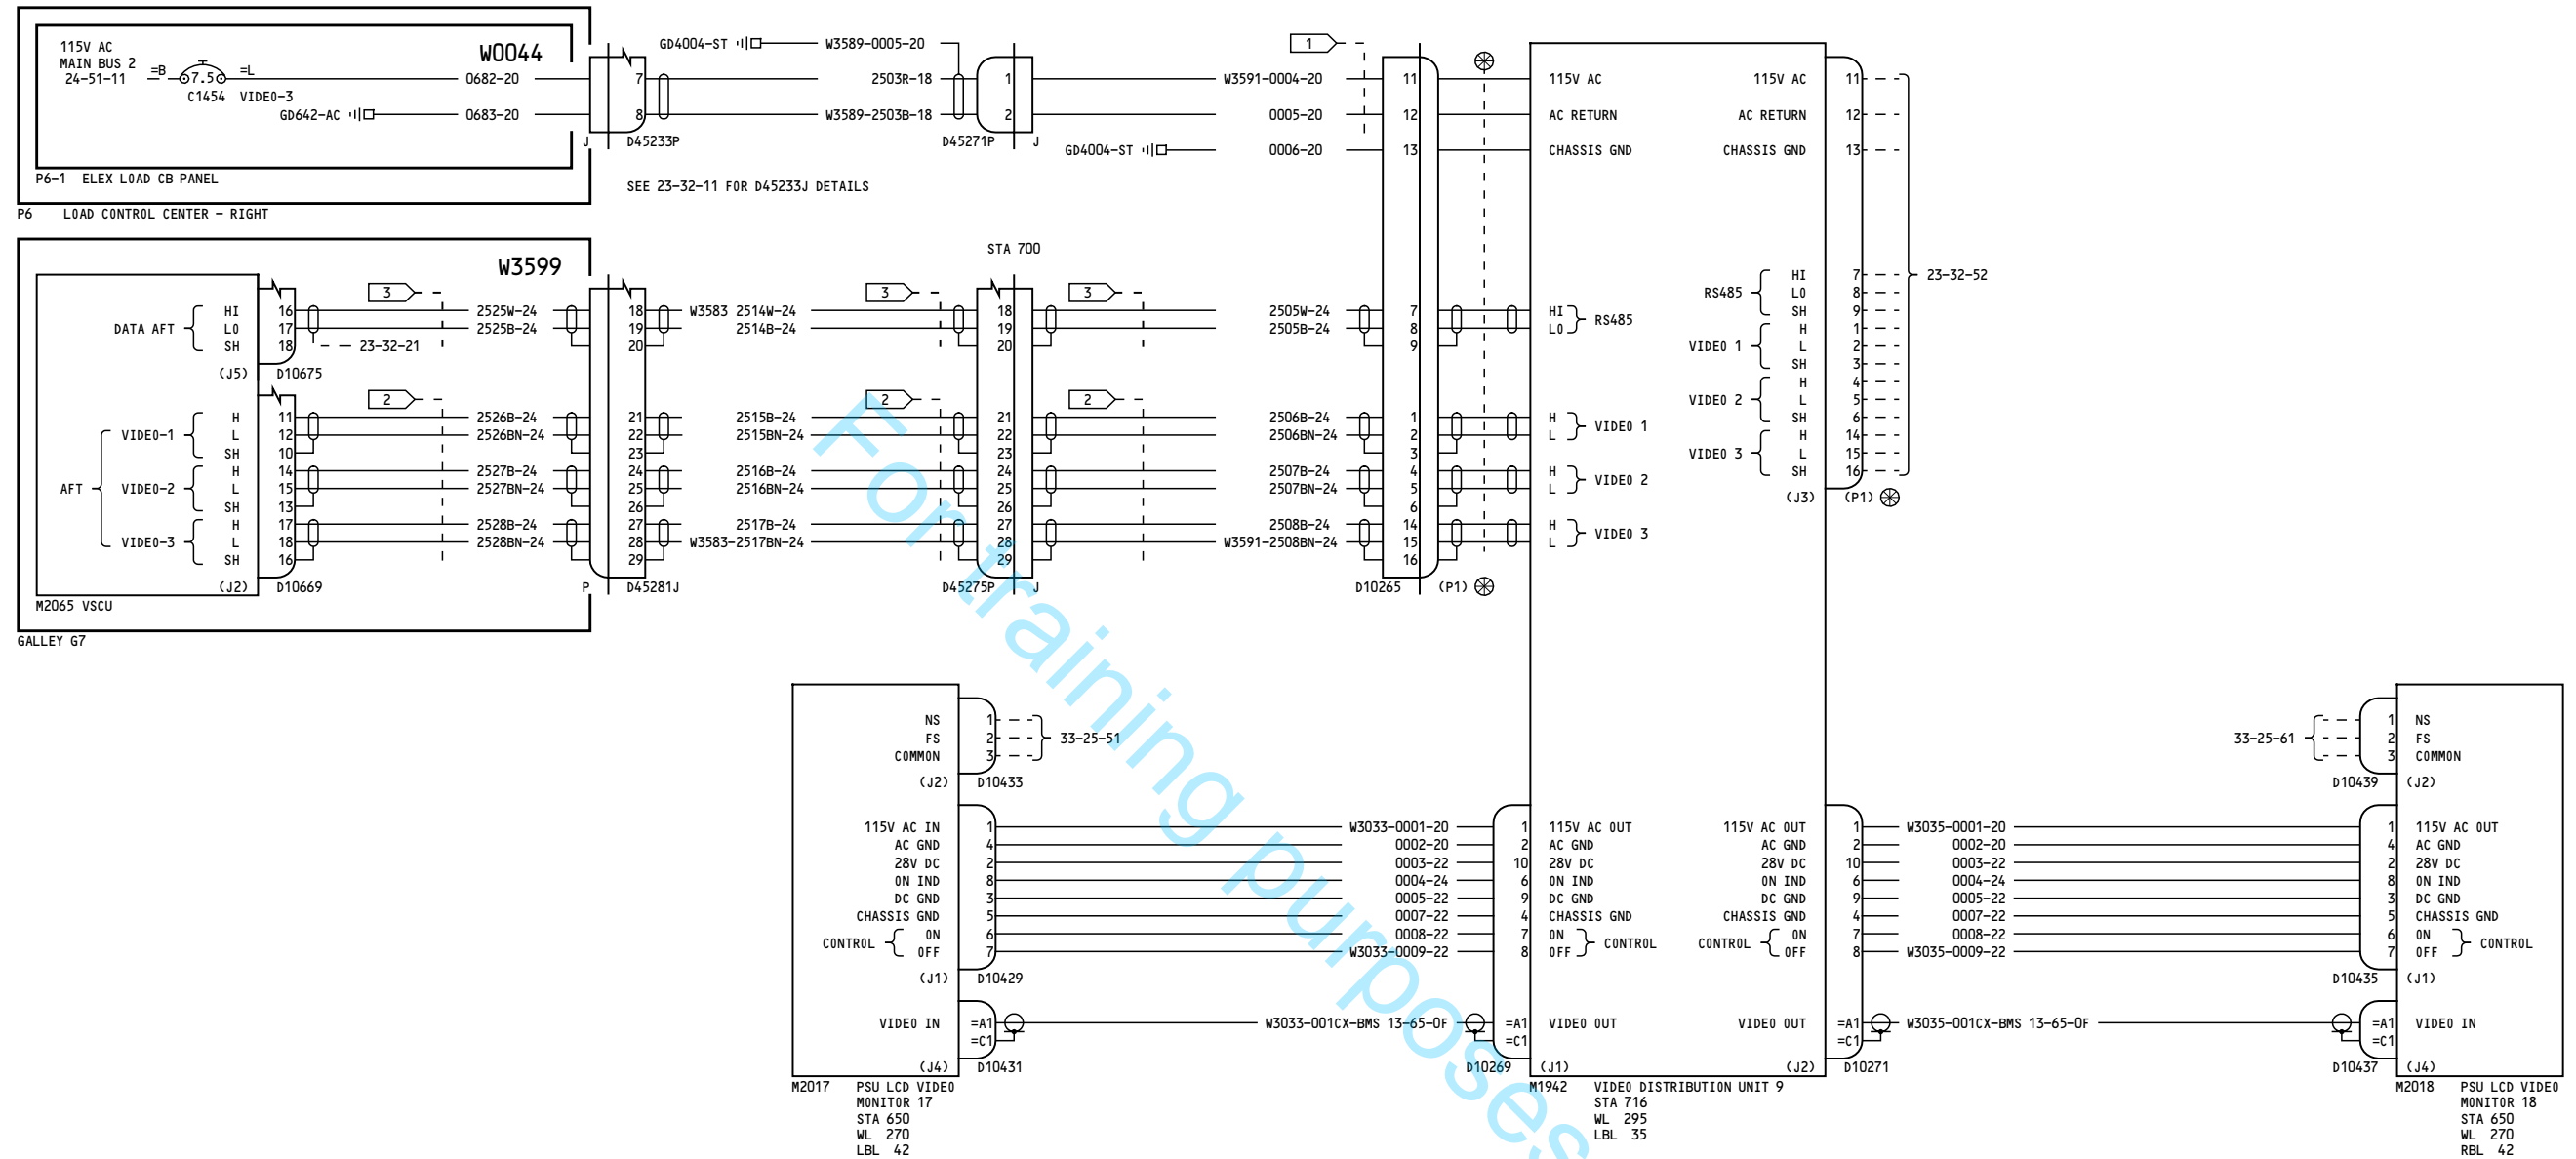 115V AC
MAIN BUS 2
24-51-11
=B
7.5
=L
C1454 VIDEO-3
W0044
0682-20
GD642-AC
0683-20
P6-1 ELEX LOAD CB PANEL
P6 LOAD CONTROL CENTER - RIGHT
J
7
8
D45233P
GD4004-ST
W3589-0005-20
2503R-18
W3589-2503B-18
1
2
D45271P
J
SEE 23-32-11 FOR D45233J DETAILS
1
W3591-0004-20
0005-20
GD4004-ST
0006-20
11
12
13
115V AC
AC RETURN
CHASSIS GND
115V AC
AC RETURN
CHASSIS GND
11
12
13
W3599
DATA AFT
HI
LO
SH
16
17
18
(J5)
D10675
23-32-21
3
2525W-24
2525B-24
18
19
20
W3583 2514W-24
2514B-24
3
STA 700
18
19
20
3
2505W-24
2505B-24
7
8
9
HI
LO
RS485
AFT
VIDEO-1
H
L
SH
11
12
10
VIDEO-2
H
L
SH
14
15
13
VIDEO-3
H
L
SH
17
18
16
(J2)
D10669
M2065 VSCU
GALLEY G7
2
2526B-24
2526BN-24
2527B-24
2527BN-24
2528B-24
2528BN-24
21
22
23
24
25
26
27
28
29
P
D45281J
2515B-24
2515BN-24
2516B-24
2516BN-24
2517B-24
W3583-2517BN-24
2
21
22
23
24
25
26
27
28
29
D45275P
J
2
2506B-24
2506BN-24
2507B-24
2507BN-24
2508B-24
W3591-2508BN-24
1
2
3
4
5
6
14
15
16
D10265
(P1)
H
L
VIDEO 1
H
L
VIDEO 2
H
L
VIDEO 3
RS485
HI
LO
SH
7
8
9
VIDEO 1
H
L
SH
1
2
3
VIDEO 2
H
L
SH
4
5
6
VIDEO 3
H
L
SH
14
15
16
(J3)
(P1)
23-32-52
NS
FS
COMMON
1
2
3
33-25-51
(J2)
D10433
115V AC IN
AC GND
28V DC
ON IND
DC GND
CHASSIS GND
CONTROL
ON
OFF
1
4
2
8
3
5
6
7
(J1)
D10429
VIDEO IN
=A1
=C1
(J4)
D10431
M2017 PSU LCD VIDEO
MONITOR 17
STA 650
WL 270
LBL 42
W3033-0001-20
0002-20
0003-22
0004-24
0005-22
0007-22
0008-22
W3033-0009-22
W3033-001CX-BMS 13-65-0F
1
2
10
6
9
4
7
8
=A1
=C1
D10269
(J1)
115V AC OUT
AC GND
28V DC
ON IND
DC GND
CHASSIS GND
ON
OFF
CONTROL
VIDEO OUT
M1942 VIDEO DISTRIBUTION UNIT 9
STA 716
WL 295
LBL 35
115V AC OUT
AC GND
28V DC
ON IND
DC GND
CHASSIS GND
CONTROL
ON
OFF
VIDEO OUT
1
2
10
6
9
4
7
8
=A1
=C1
(J2)
D10271
W3035-0001-20
0002-20
0003-22
0004-24
0005-22
0007-22
0008-22
W3035-0009-22
W3035-001CX-BMS 13-65-0F
33-25-61
1
2
3
NS
FS
COMMON
D10439
(J2)
1
4
2
8
3
5
6
7
115V AC OUT
AC GND
28V DC
ON IND
DC GND
CHASSIS GND
ON
OFF
CONTROL
D10435
(J1)
=A1
=C1
VIDEO IN
D10437
(J4)
M2018 PSU LCD VIDEO
MONITOR 18
STA 650
WL 270
RBL 42
For training purposes